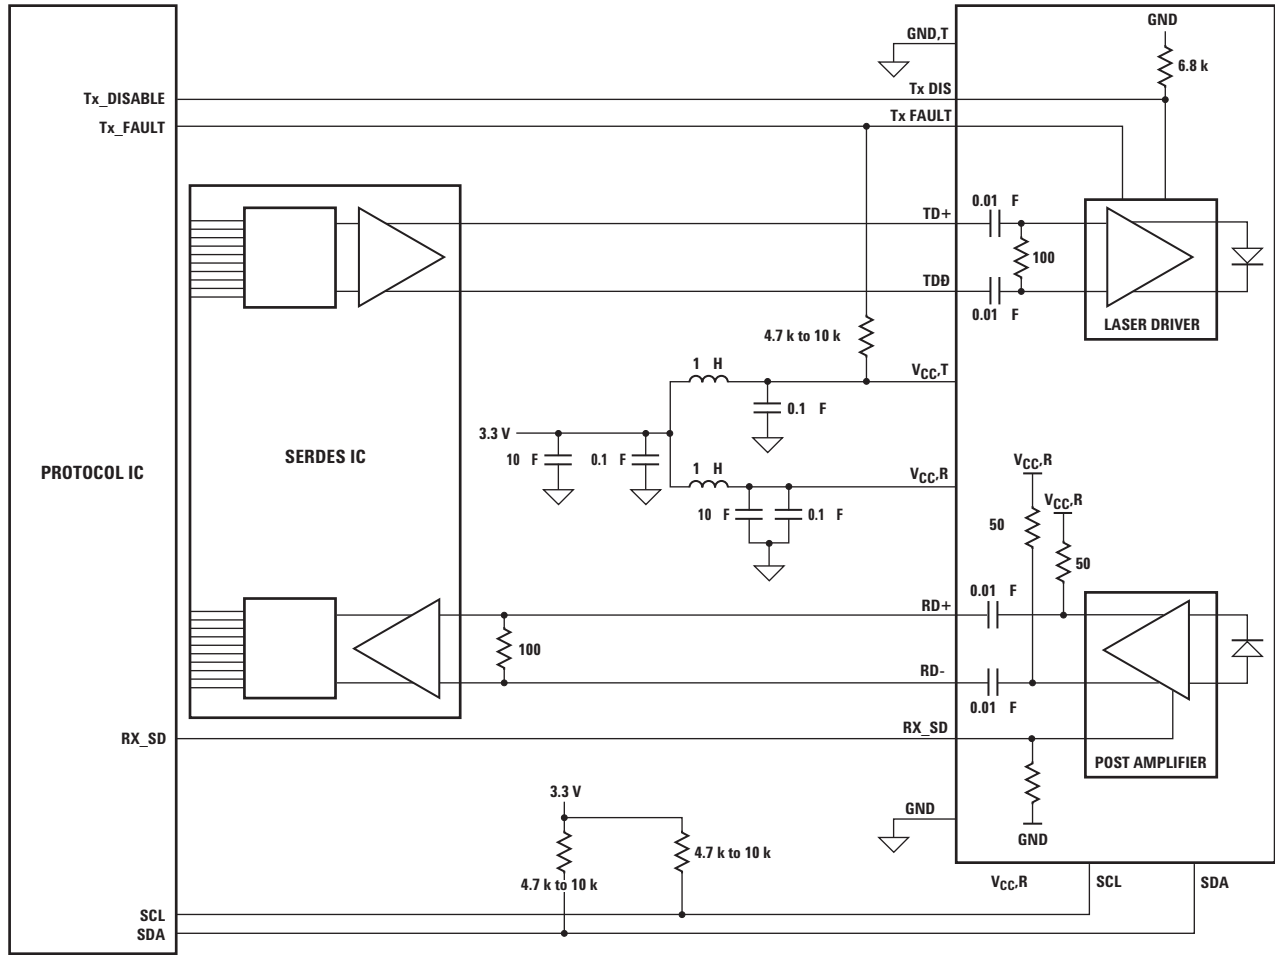 GND
GND,T
6.8 k
Tx_DISABLE
Tx DIS
Tx_FAULT
Tx FAULT
0.01 F
TD+
100
TDĐ
0.01 F
LASER DRIVER
4.7 k to 10 k
1 H
VCC,T
0.1 F
3.3 V
SERDES IC
10 F
0.1 F
PROTOCOL IC
1 H
VCC,R
VCC,R
VCC,R
10 F
0.1 F
50
50
0.01 F
RD+
100
RD-
0.01 F
RX_SD
RX_SD
POST AMPLIFIER
3.3 V
GND
GND
4.7 k to 10 k
4.7 k to 10 k
VCC,R
SCL
SDA
SCL
SDA